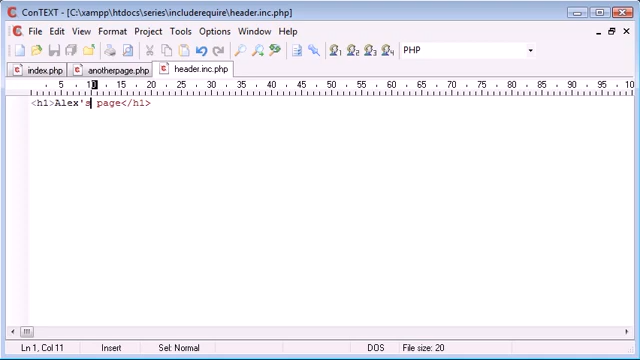 ConTEXT - [C:\xampp\htdocs\series\includerequire\header.inc.php]
File Edit View Project Tools Options Window Help
PHP
index.php anotherpage.php header.inc.php
5 10 15 20 25 30 35 40 45 50 55 60 65 70 75 80 85 90 95 100
<h1>Alex's page</h1>
Ln 1, Col 11 Insert Sel: Normal DOS File size: 20